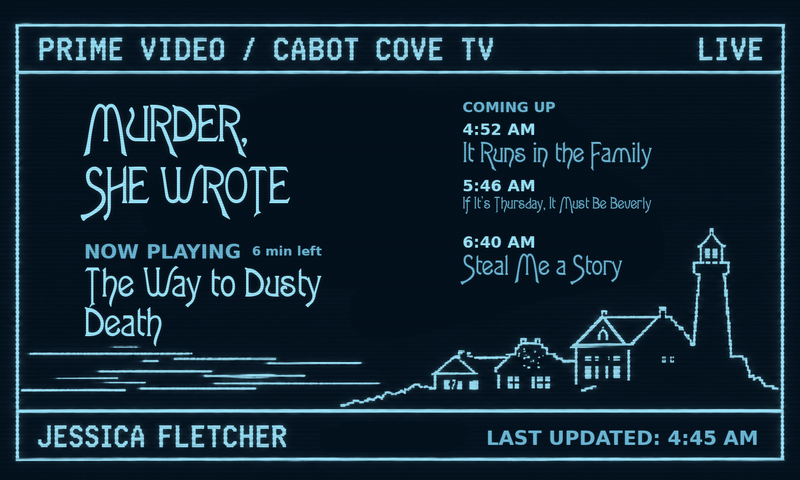 PRIME VIDEO / CABOT COVE TV
LIVE
MURDER,
SHE WROTE
NOW PLAYING 6 min left
The Way to Dusty
Death
COMING UP
4:52 AM
It Runs in the Family
5:46 AM
If It's Thursday, It Must Be Beverly
6:40 AM
Steal Me a Story
JESSICA FLETCHER
LAST UPDATED: 4:45 AM